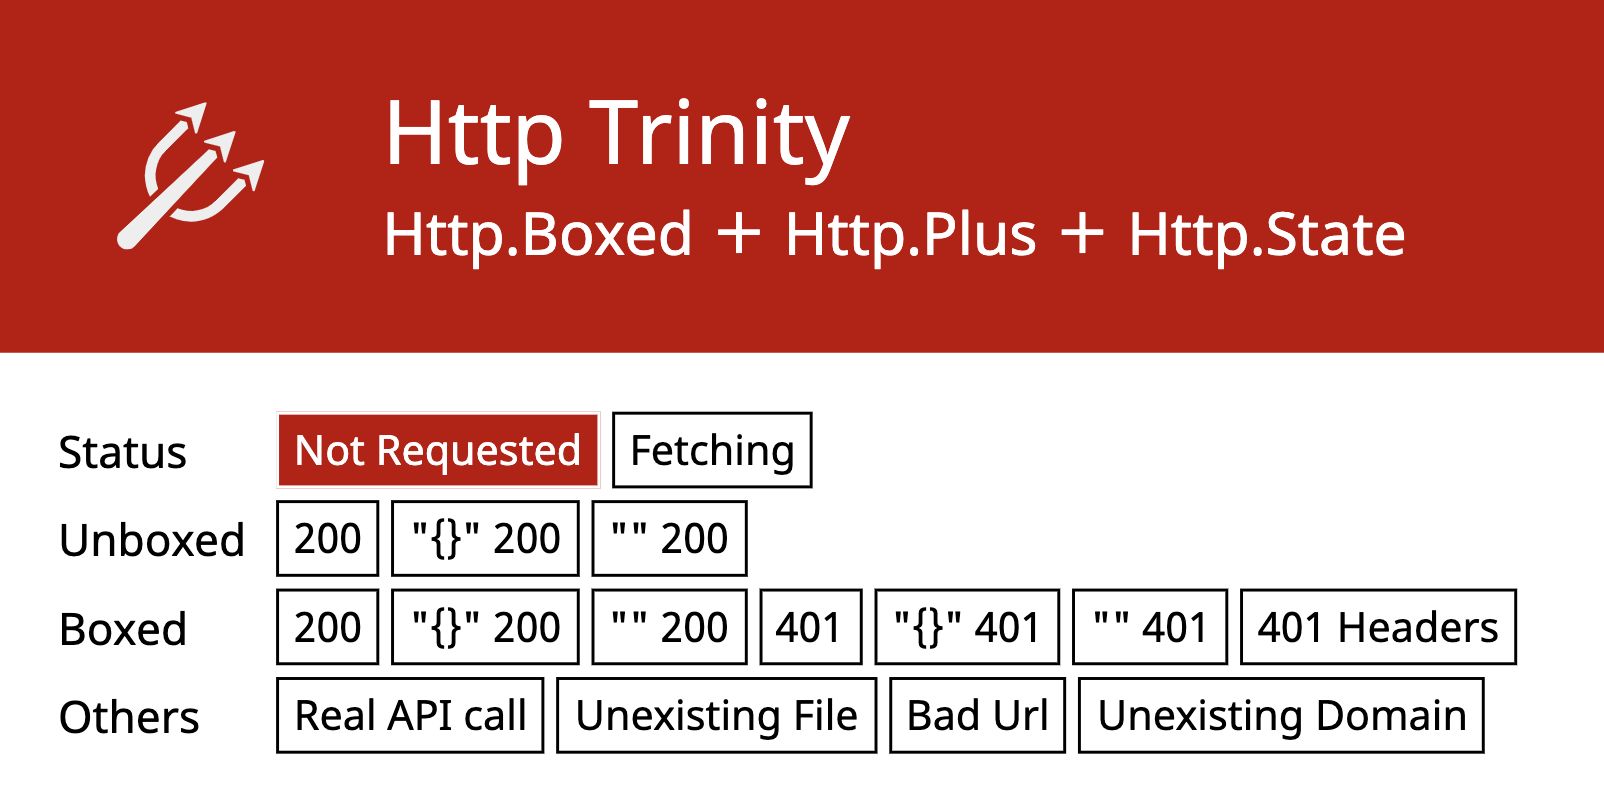 Http Trinity
Http.Boxed + Http.Plus + Http.State
Status Not Requested Fetching
Unboxed 200 "{}" 200 "" 200
Boxed 200 "{}" 200 "" 200 401 "{}" 401 "" 401 401 Headers
Others Real API call Unexisting File Bad Url Unexisting Domain